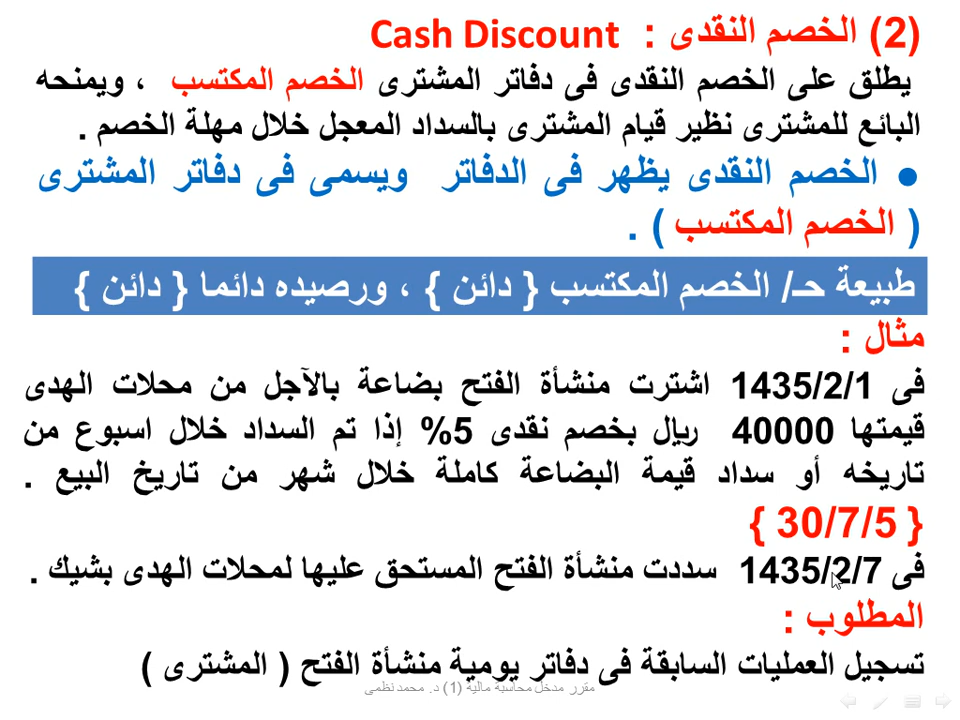 (2) الخصم النقدى : Cash Discount
يطلق على الخصم النقدى فى دفاتر المشترى الخصم المكتسب ، ويمنحه
البائع للمشترى نظير قيام المشترى بالسداد المعجل خلال مهلة الخصم .
● الخصم النقدى يظهر فى الدفاتر ويسمى فى دفاتر المشترى
( الخصم المكتسب ) .
طبيعة حـ/ الخصم المكتسب { دائن } ، ورصيده دائما { دائن }
مثال :
فى 1435/2/1 اشترت منشأة الفتح بضاعة بالآجل من محلات الهدى
قيمتها 40000 ريال بخصم نقدى 5% إذا تم السداد خلال اسبوع من
تاريخه أو سداد قيمة البضاعة كاملة خلال شهر من تاريخ البيع .
{ 30/7/5 }
فى 1435/2/7 سددت منشأة الفتح المستحق عليها لمحلات الهدى بشيك .
المطلوب :
تسجيل العمليات السابقة فى دفاتر يومية منشأة الفتح ( المشترى )
مقرر مدخل محاسبة مالية (1) د. محمد نظمى